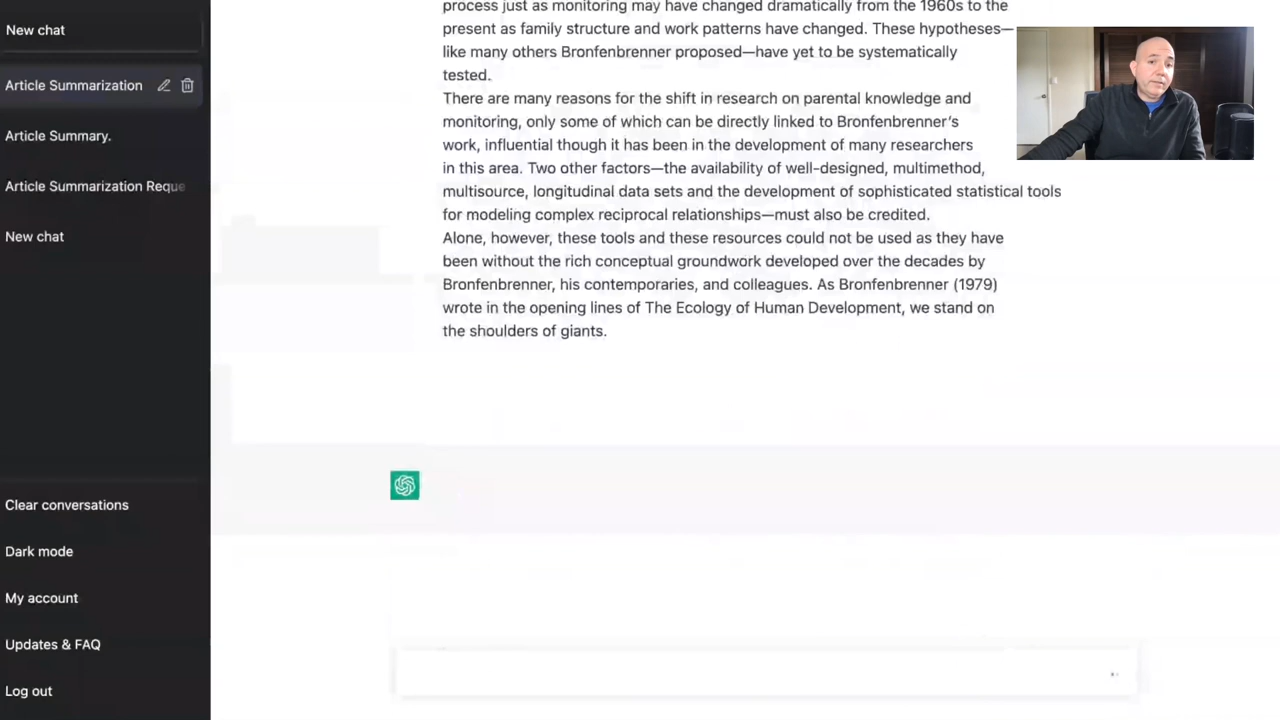 New chat
Article Summarization
Article Summary.
Article Summarization Reque
New chat
Clear conversations
Dark mode
My account
Updates & FAQ
Log out
process just as monitoring may have changed dramatically from the 1960s to the
present as family structure and work patterns have changed. These hypotheses—
like many others Bronfenbrenner proposed—have yet to be systematically
tested.
There are many reasons for the shift in research on parental knowledge and
monitoring, only some of which can be directly linked to Bronfenbrenner's
work, influential though it has been in the development of many researchers
in this area. Two other factors—the availability of well-designed, multimethod,
multisource, longitudinal data sets and the development of sophisticated statistical tools
for modeling complex reciprocal relationships—must also be credited.
Alone, however, these tools and these resources could not be used as they have
been without the rich conceptual groundwork developed over the decades by
Bronfenbrenner, his contemporaries, and colleagues. As Bronfenbrenner (1979)
wrote in the opening lines of The Ecology of Human Development, we stand on
the shoulders of giants.